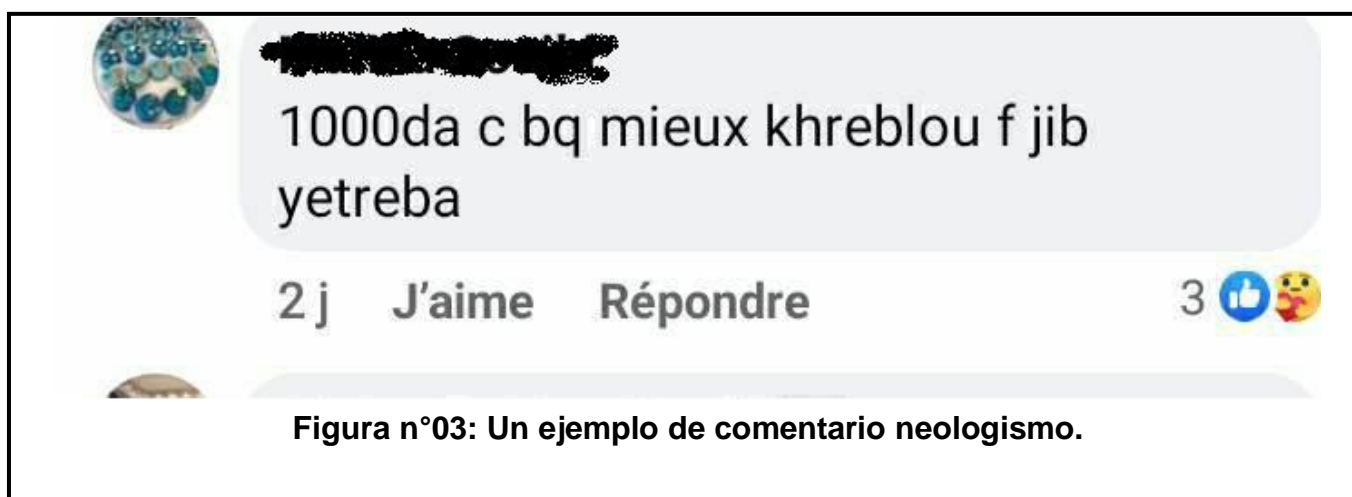 1000da c bq mieux khreblou f jib
yetreba
2 j J'aime Répondre 3
Figura n°03: Un ejemplo de comentario neologismo.